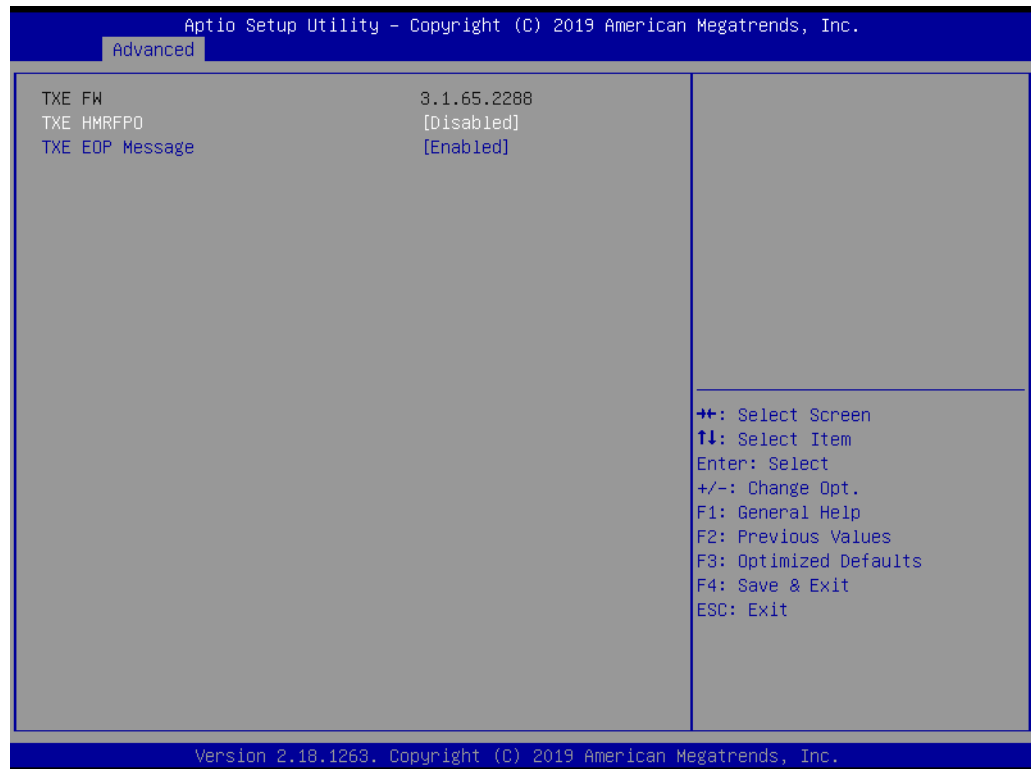 Aptio Setup Utility – Copyright (C) 2019 American Megatrends, Inc.
Advanced
TXE FW 3.1.65.2288
TXE HMRFPO [Disabled]
TXE EOP Message [Enabled]
→←: Select Screen
↑↓: Select Item
Enter: Select
+/-: Change Opt.
F1: General Help
F2: Previous Values
F3: Optimized Defaults
F4: Save & Exit
ESC: Exit
Version 2.18.1263. Copyright (C) 2019 American Megatrends, Inc.